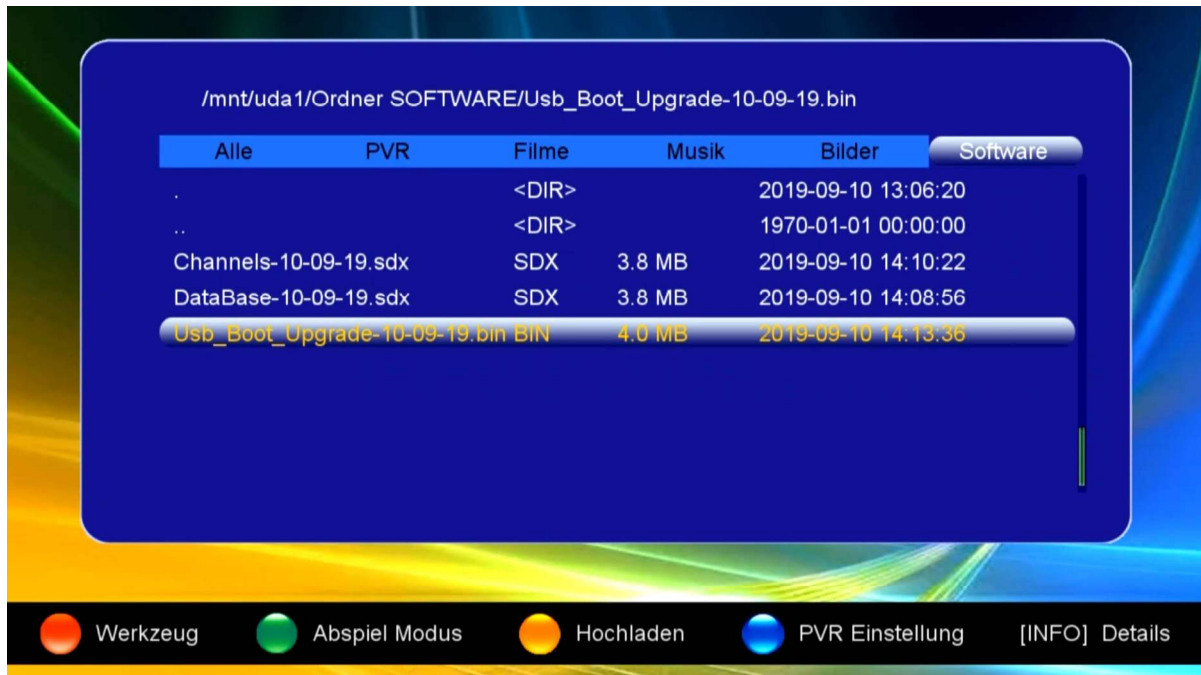 /mnt/uda1/Ordner SOFTWARE/Usb_Boot_Upgrade-10-09-19.bin
Alle PVR Filme Musik Bilder Software
. <DIR> 2019-09-10 13:06:20
.. <DIR> 1970-01-01 00:00:00
Channels-10-09-19.sdx SDX 3.8 MB 2019-09-10 14:10:22
DataBase-10-09-19.sdx SDX 3.8 MB 2019-09-10 14:08:56
Usb_Boot_Upgrade-10-09-19.bin BIN 4.0 MB 2019-09-10 14:13:36
Werkzeug Abspiel Modus Hochladen PVR Einstellung [INFO] Details